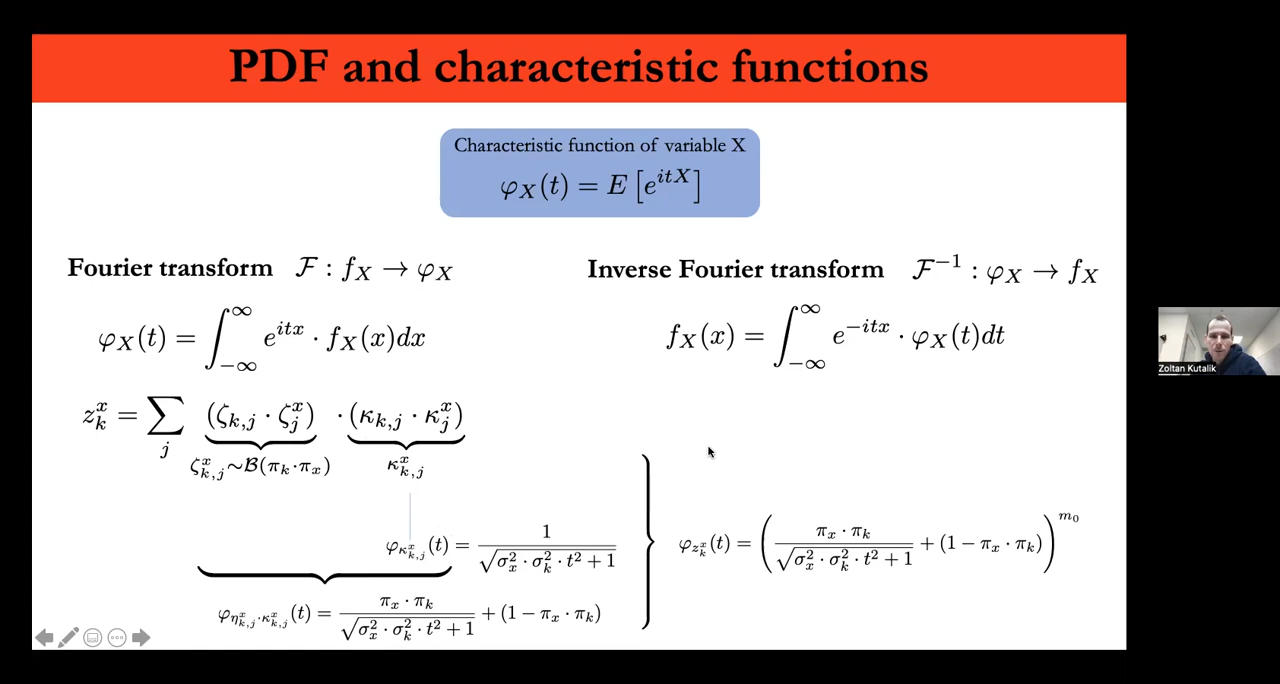 PDF and characteristic functions
Characteristic function of variable X
φ_X(t) = E [e^{itX}]
Fourier transform F : f_X → φ_X
φ_X(t) = ∫_{−∞}^{∞} e^{itx} · f_X(x)dx
Inverse Fourier transform F^{−1} : φ_X → f_X
f_X(x) = ∫_{−∞}^{∞} e^{−itx} · φ_X(t)dt
z_k^x = ∑_j (ζ_{k,j} · ζ_j^x) · (κ_{k,j} · κ_j^x)
ζ_{k,j}^x ~ B(π_k·π_x) κ_{k,j}^x
φ_{κ_{k,j}^x}(t) = 1 / √(σ_x^2 · σ_k^2 · t^2 + 1)
φ_{η_{k,j}^x·κ_{k,j}^x}(t) = π_x · π_k / √(σ_x^2 · σ_k^2 · t^2 + 1) + (1 − π_x · π_k)
φ_{z_k^x}(t) = (π_x · π_k / √(σ_x^2 · σ_k^2 · t^2 + 1) + (1 − π_x · π_k))^{m_0}
Zoltan Kutalik